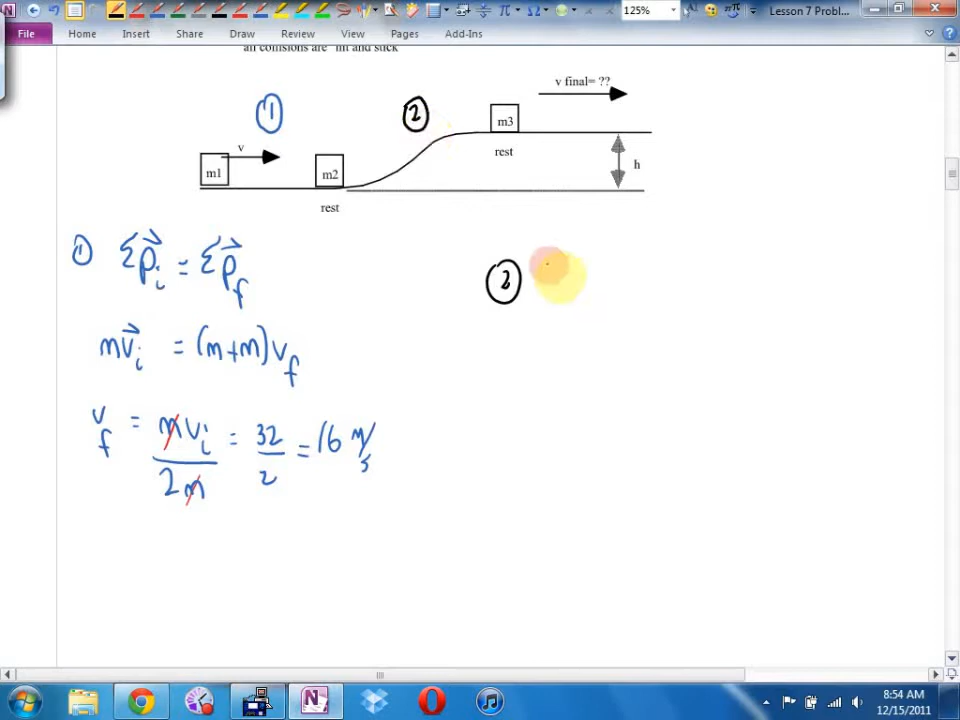 125%
Lesson 7 Probl...
File Home Insert Share Draw Review View Pages Add-Ins
all collisions are "hit and stick"
v final= ??
① ②
m3
v
rest
h
m1 m2
rest
① Σp⃗i = Σp⃗f
②
mv⃗i = (m+m)vf
vf = mvi / 2m = 32/2 = 16 m/s
8:54 AM
12/15/2011